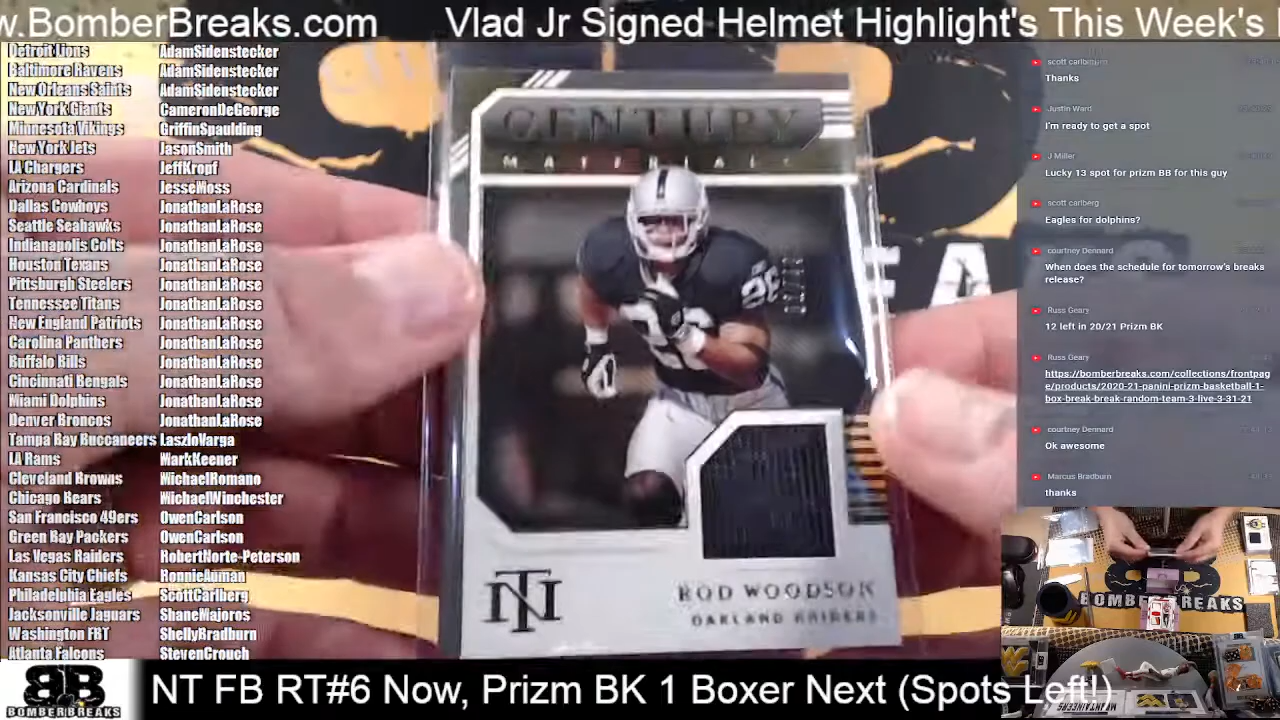 w.BomberBreaks.com Vlad Jr Signed Helmet Highlight's This Week's
Detroit Lions AdamSidenstecker
Baltimore Ravens AdamSidenstecker
New Orleans Saints AdamSidenstecker
New York Giants CameronDeGeorge
Minnesota Vikings GriffinSpaulding
New York Jets JasonSmith
LA Chargers JeffKropf
Arizona Cardinals JesseMoss
Dallas Cowboys JonathanLaRose
Seattle Seahawks JonathanLaRose
Indianapolis Colts JonathanLaRose
Houston Texans JonathanLaRose
Pittsburgh Steelers JonathanLaRose
Tennessee Titans JonathanLaRose
New England Patriots JonathanLaRose
Carolina Panthers JonathanLaRose
Buffalo Bills JonathanLaRose
Cincinnati Bengals JonathanLaRose
Miami Dolphins JonathanLaRose
Denver Broncos JonathanLaRose
Tampa Bay Buccaneers LaszloVarga
LA Rams MarkKeener
Cleveland Browns MichaelRomano
Chicago Bears MichaelWinchester
San Francisco 49ers OwenCarlson
Green Bay Packers OwenCarlson
Las Vegas Raiders RobertNorte-Peterson
Kansas City Chiefs RonnieAuman
Philadelphia Eagles ScottCarlberg
Jacksonville Jaguars ShaneMajoros
Washington FBT ShellyBradburn
Atlanta Falcons StevenCrouch
CENTURY
MATERIALS
26
26
NT
ROD WOODSON
OAKLAND RAIDERS
scott carlberg
Thanks
Justin Ward
I'm ready to get a spot
J Miller
Lucky 13 spot for prizm BB for this guy
scott carlberg
Eagles for dolphins?
courtney Dennard
When does the schedule for tomorrow's breaks
release?
Russ Geary
12 left in 20/21 Prizm BK
Russ Geary
https://bomberbreaks.com/collections/frontpag
e/products/2020-21-panini-prizm-basketball-1-
box-break-break-random-team-3-live-3-31-21
courtney Dennard
Ok awesome
Marcus Bradburn
thanks
BOMBERBREAKS
BB
BOMBERBREAKS
NT FB RT#6 Now, Prizm BK 1 Boxer Next (Spots Left!)